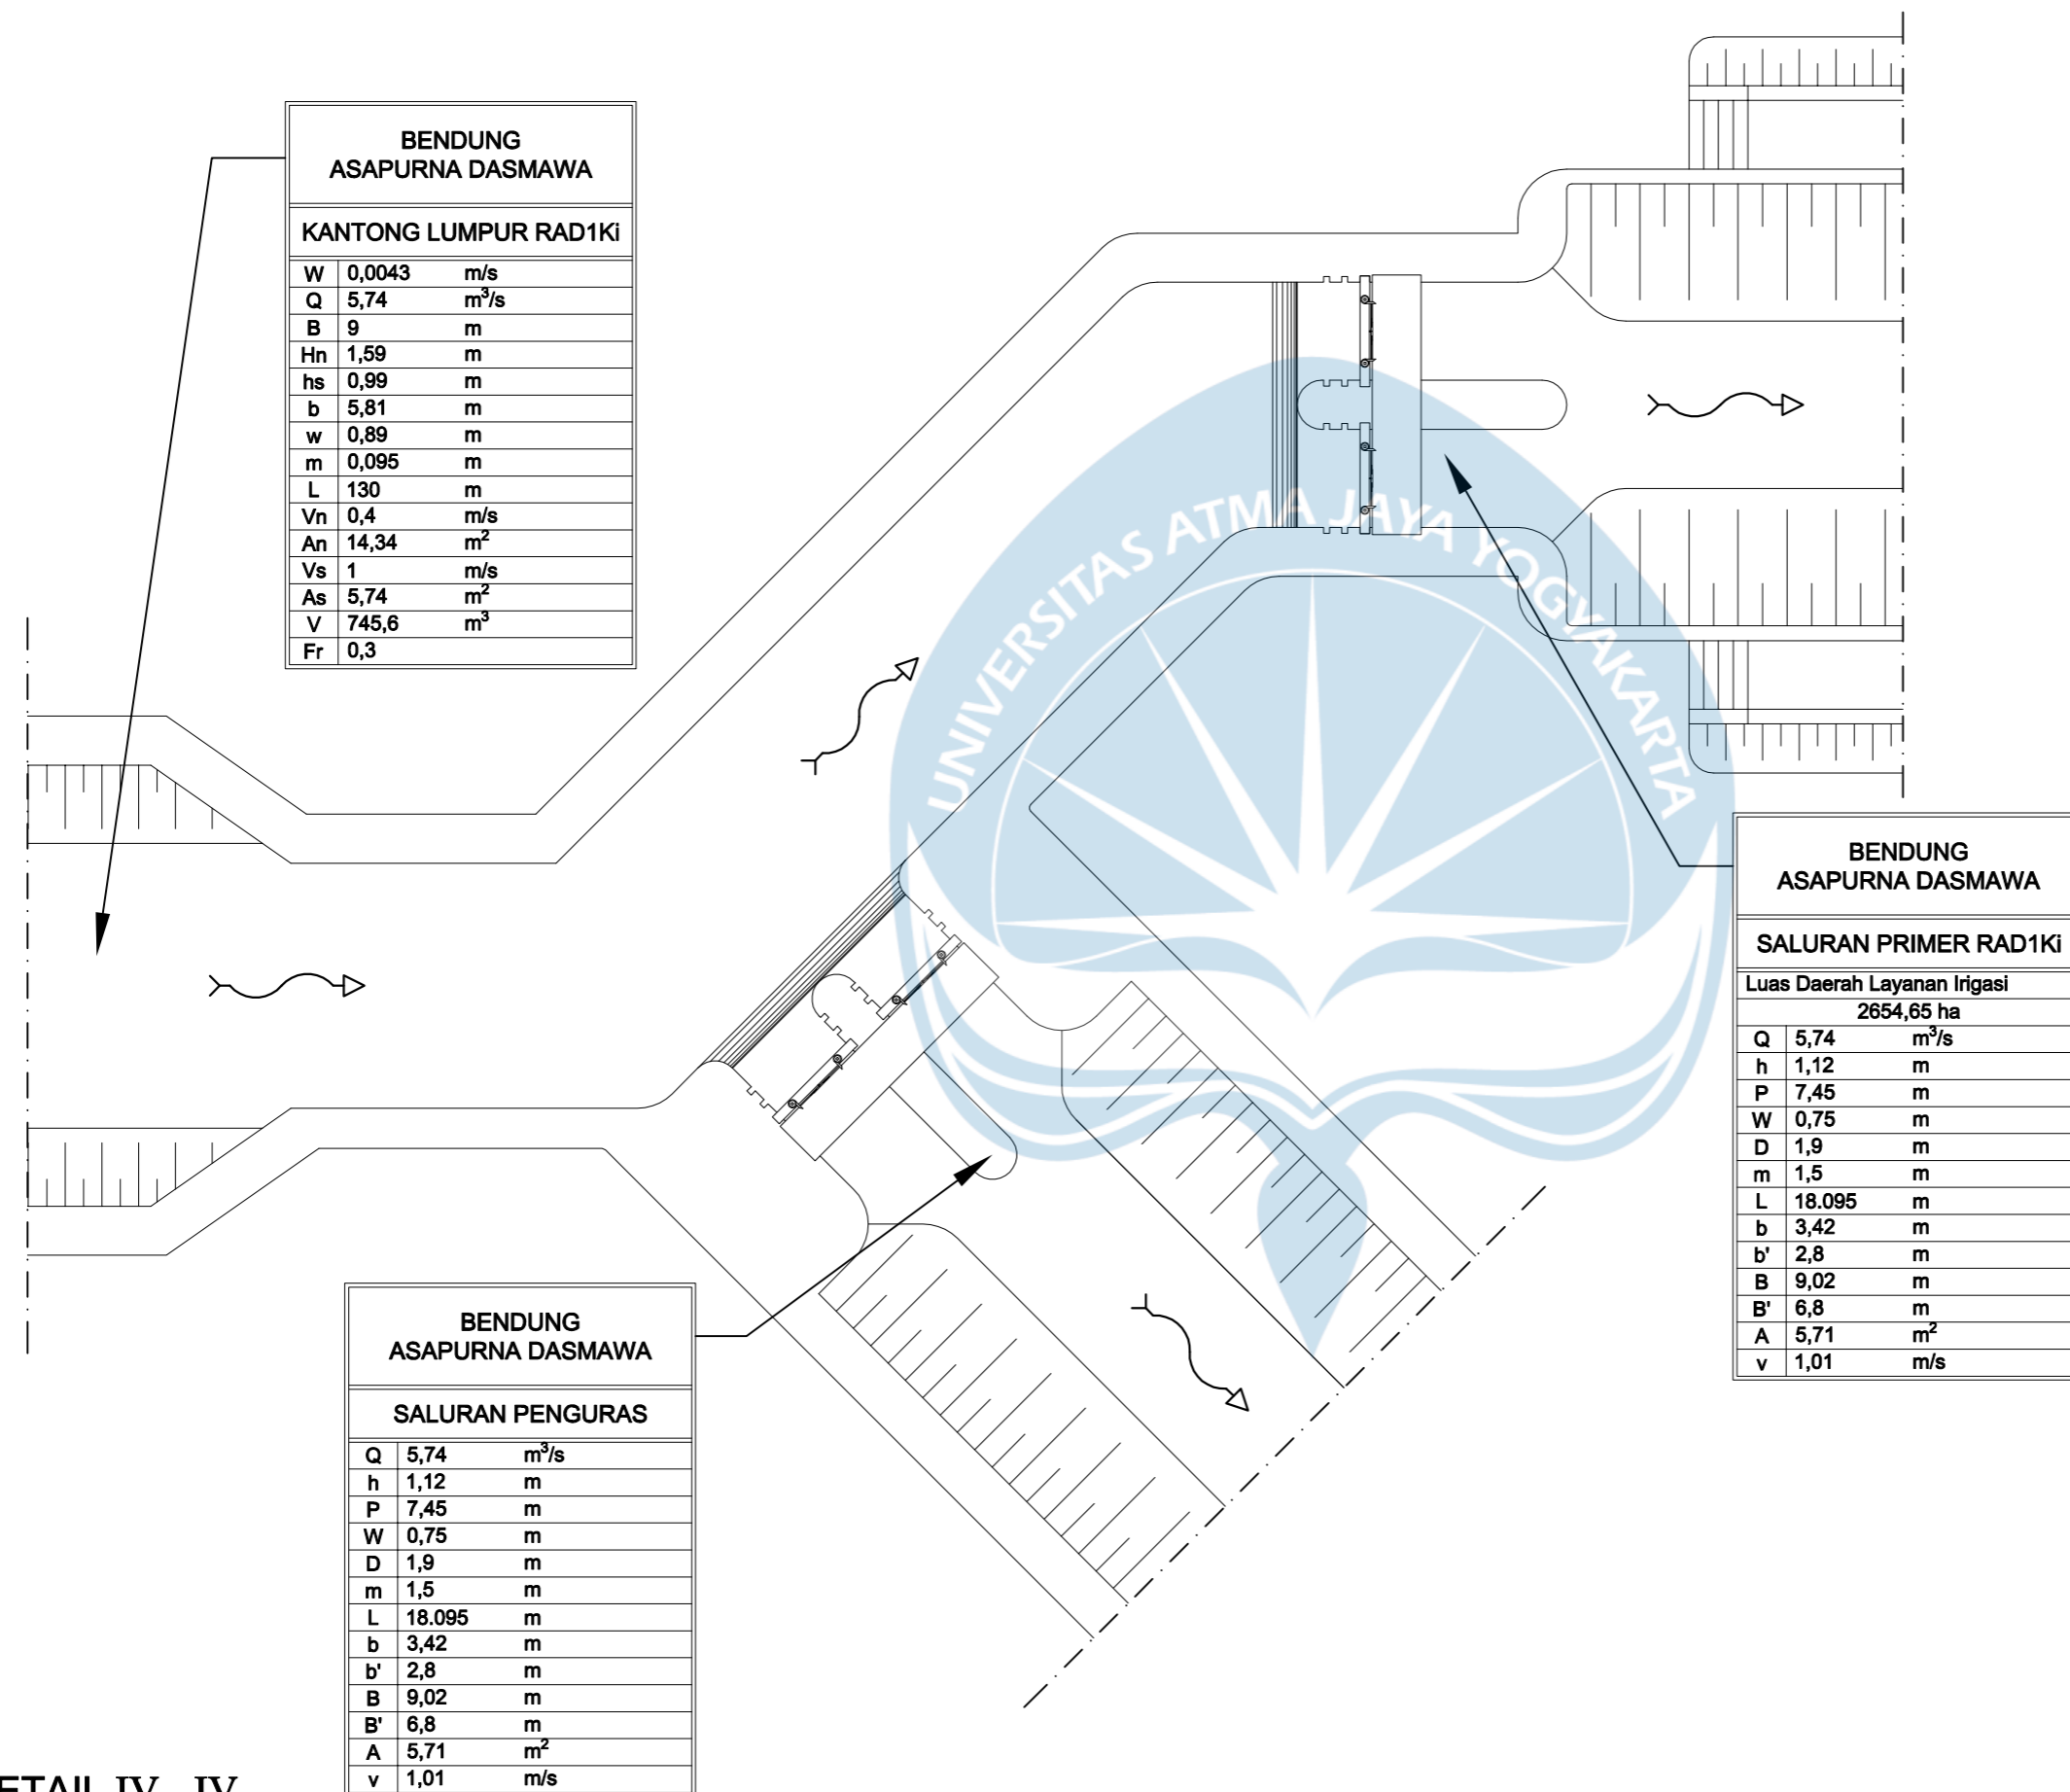 BENDUNG
ASAPURNA DASMAWA
KANTONG LUMPUR RAD1Ki
W 0,0043 m/s
Q 5,74 m³/s
B 9 m
Hn 1,59 m
hs 0,99 m
b 5,81 m
w 0,89 m
m 0,095 m
L 130 m
Vn 0,4 m/s
An 14,34 m²
Vs 1 m/s
As 5,74 m²
V 745,6 m³
Fr 0,3
UNIVERSITAS ATMA JAYA YOGYAKARTA
BENDUNG
ASAPURNA DASMAWA
SALURAN PRIMER RAD1Ki
Luas Daerah Layanan Irigasi
2654,65 ha
Q 5,74 m³/s
h 1,12 m
P 7,45 m
W 0,75 m
D 1,9 m
m 1,5 m
L 18.095 m
b 3,42 m
b' 2,8 m
B 9,02 m
B' 6,8 m
A 5,71 m²
v 1,01 m/s
BENDUNG
ASAPURNA DASMAWA
SALURAN PENGURAS
Q 5,74 m³/s
h 1,12 m
P 7,45 m
W 0,75 m
D 1,9 m
m 1,5 m
L 18.095 m
b 3,42 m
b' 2,8 m
B 9,02 m
B' 6,8 m
A 5,71 m²
v 1,01 m/s
ETAIL IV - IV